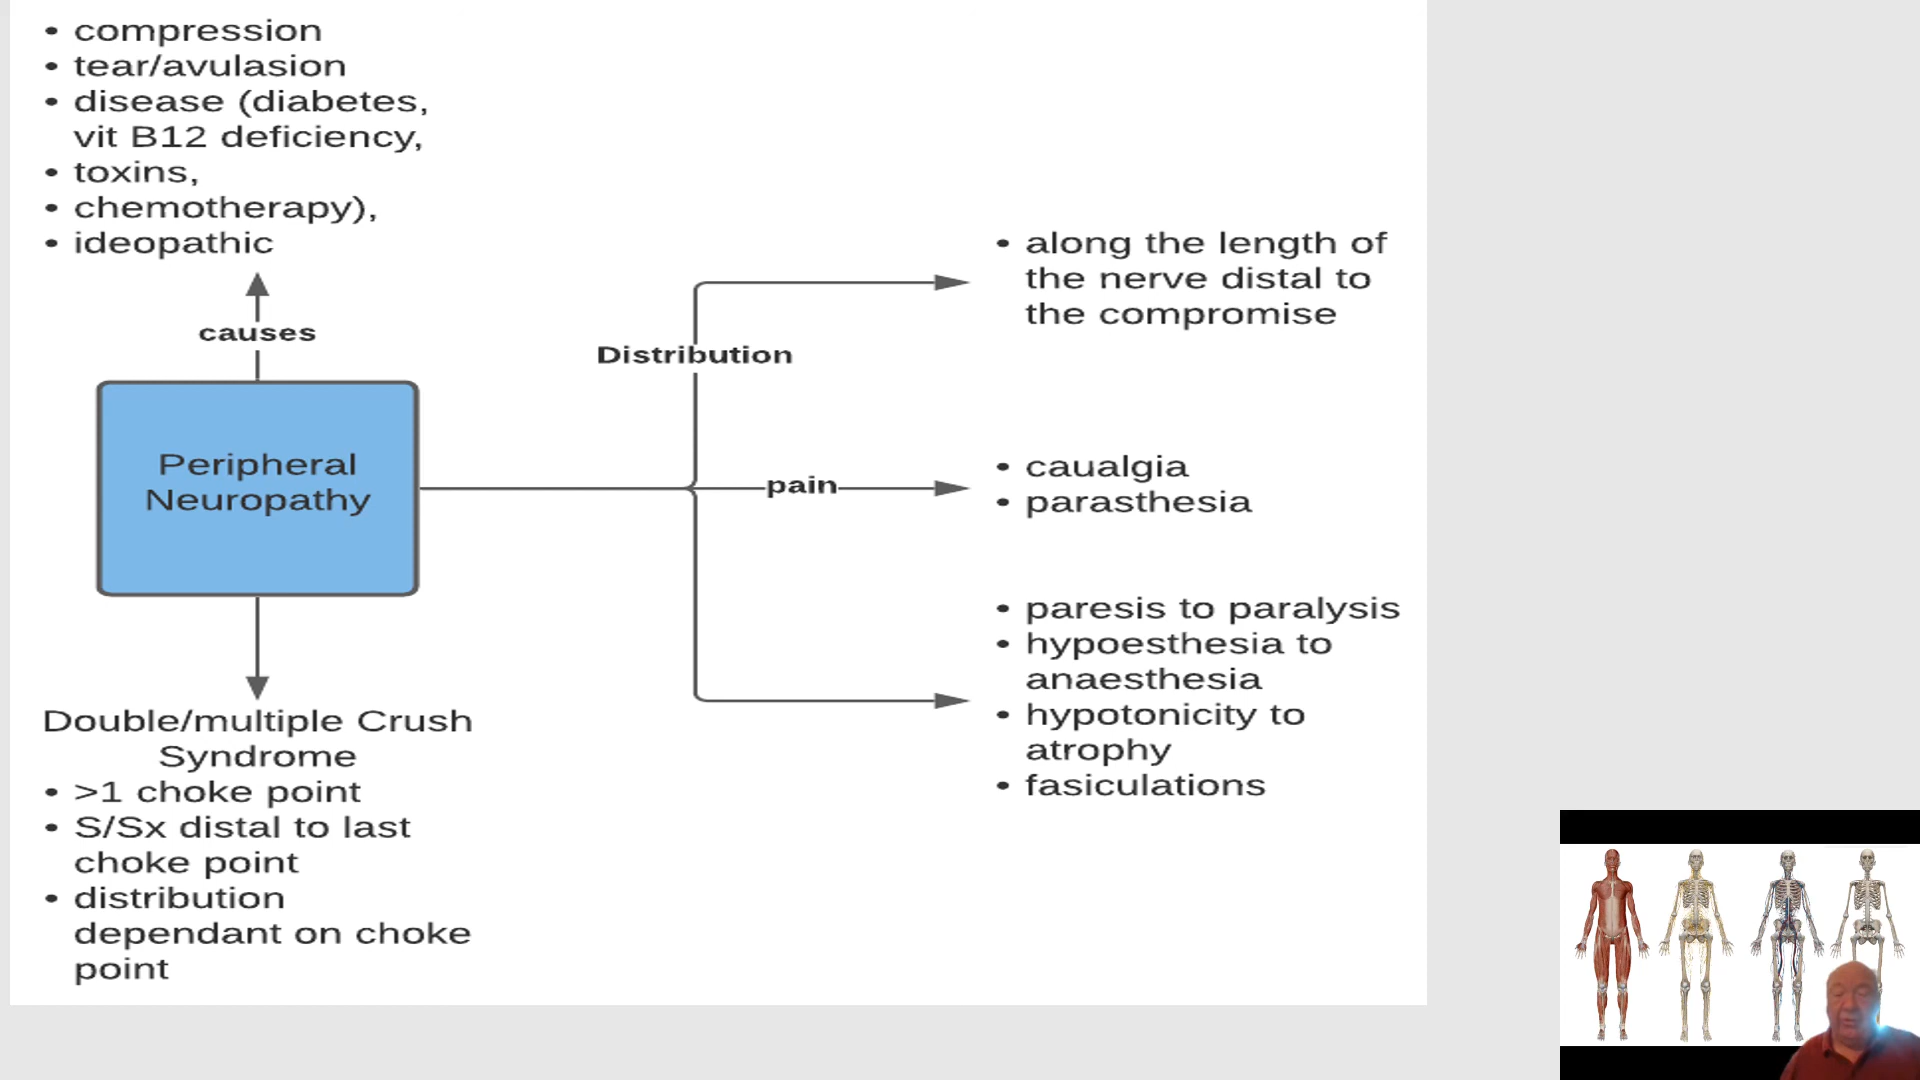 • compression
• tear/avulasion
• disease (diabetes,
vit B12 deficiency,
• toxins,
• chemotherapy),
• ideopathic
causes
Peripheral
Neuropathy
Double/multiple Crush
Syndrome
• >1 choke point
• S/Sx distal to last
choke point
• distribution
dependant on choke
point
Distribution
• along the length of
the nerve distal to
the compromise
pain
• caualgia
• parasthesia
• paresis to paralysis
• hypoesthesia to
anaesthesia
• hypotonicity to
atrophy
• fasiculations